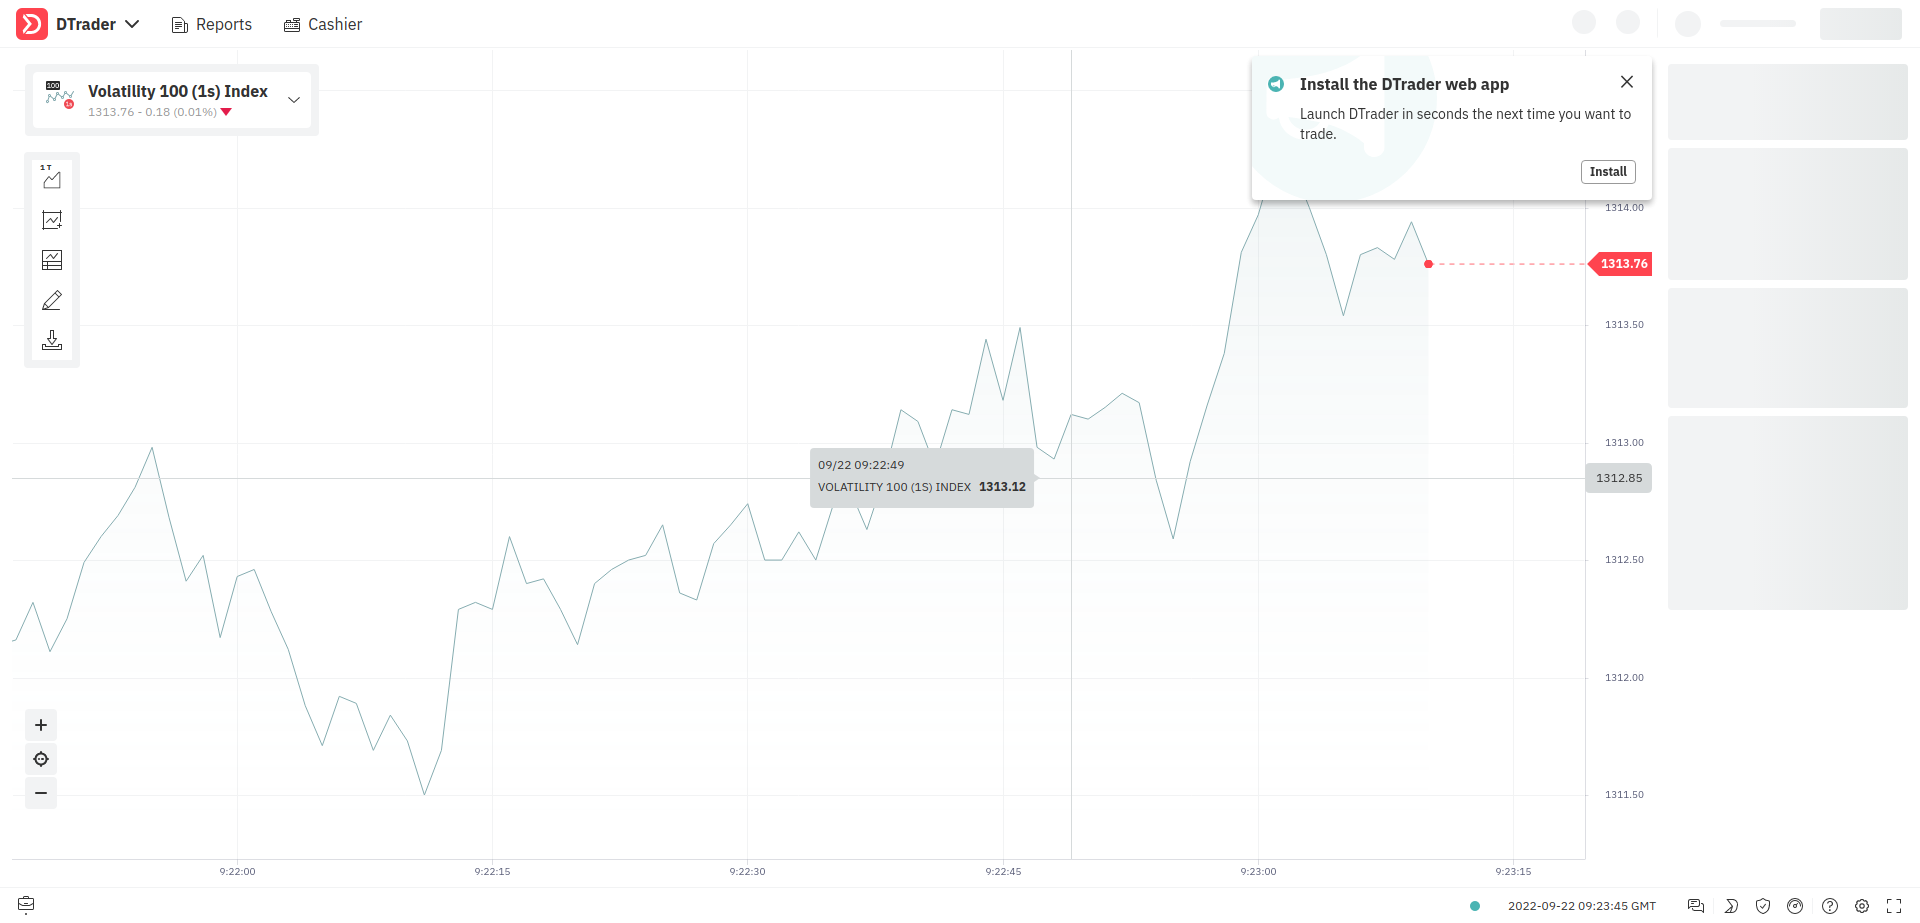 DTrader
Reports
Cashier
100
1s
Volatility 100 (1s) Index
1313.76 - 0.18 (0.01%)
1 T
Install the DTrader web app
Launch DTrader in seconds the next time you want to
trade.
Install
1314.00
1313.76
1313.50
1313.00
09/22 09:22:49
VOLATILITY 100 (1S) INDEX 1313.12
1312.85
1312.50
1312.00
1311.50
9:22:00
9:22:15
9:22:30
9:22:45
9:23:00
9:23:15
2022-09-22 09:23:45 GMT